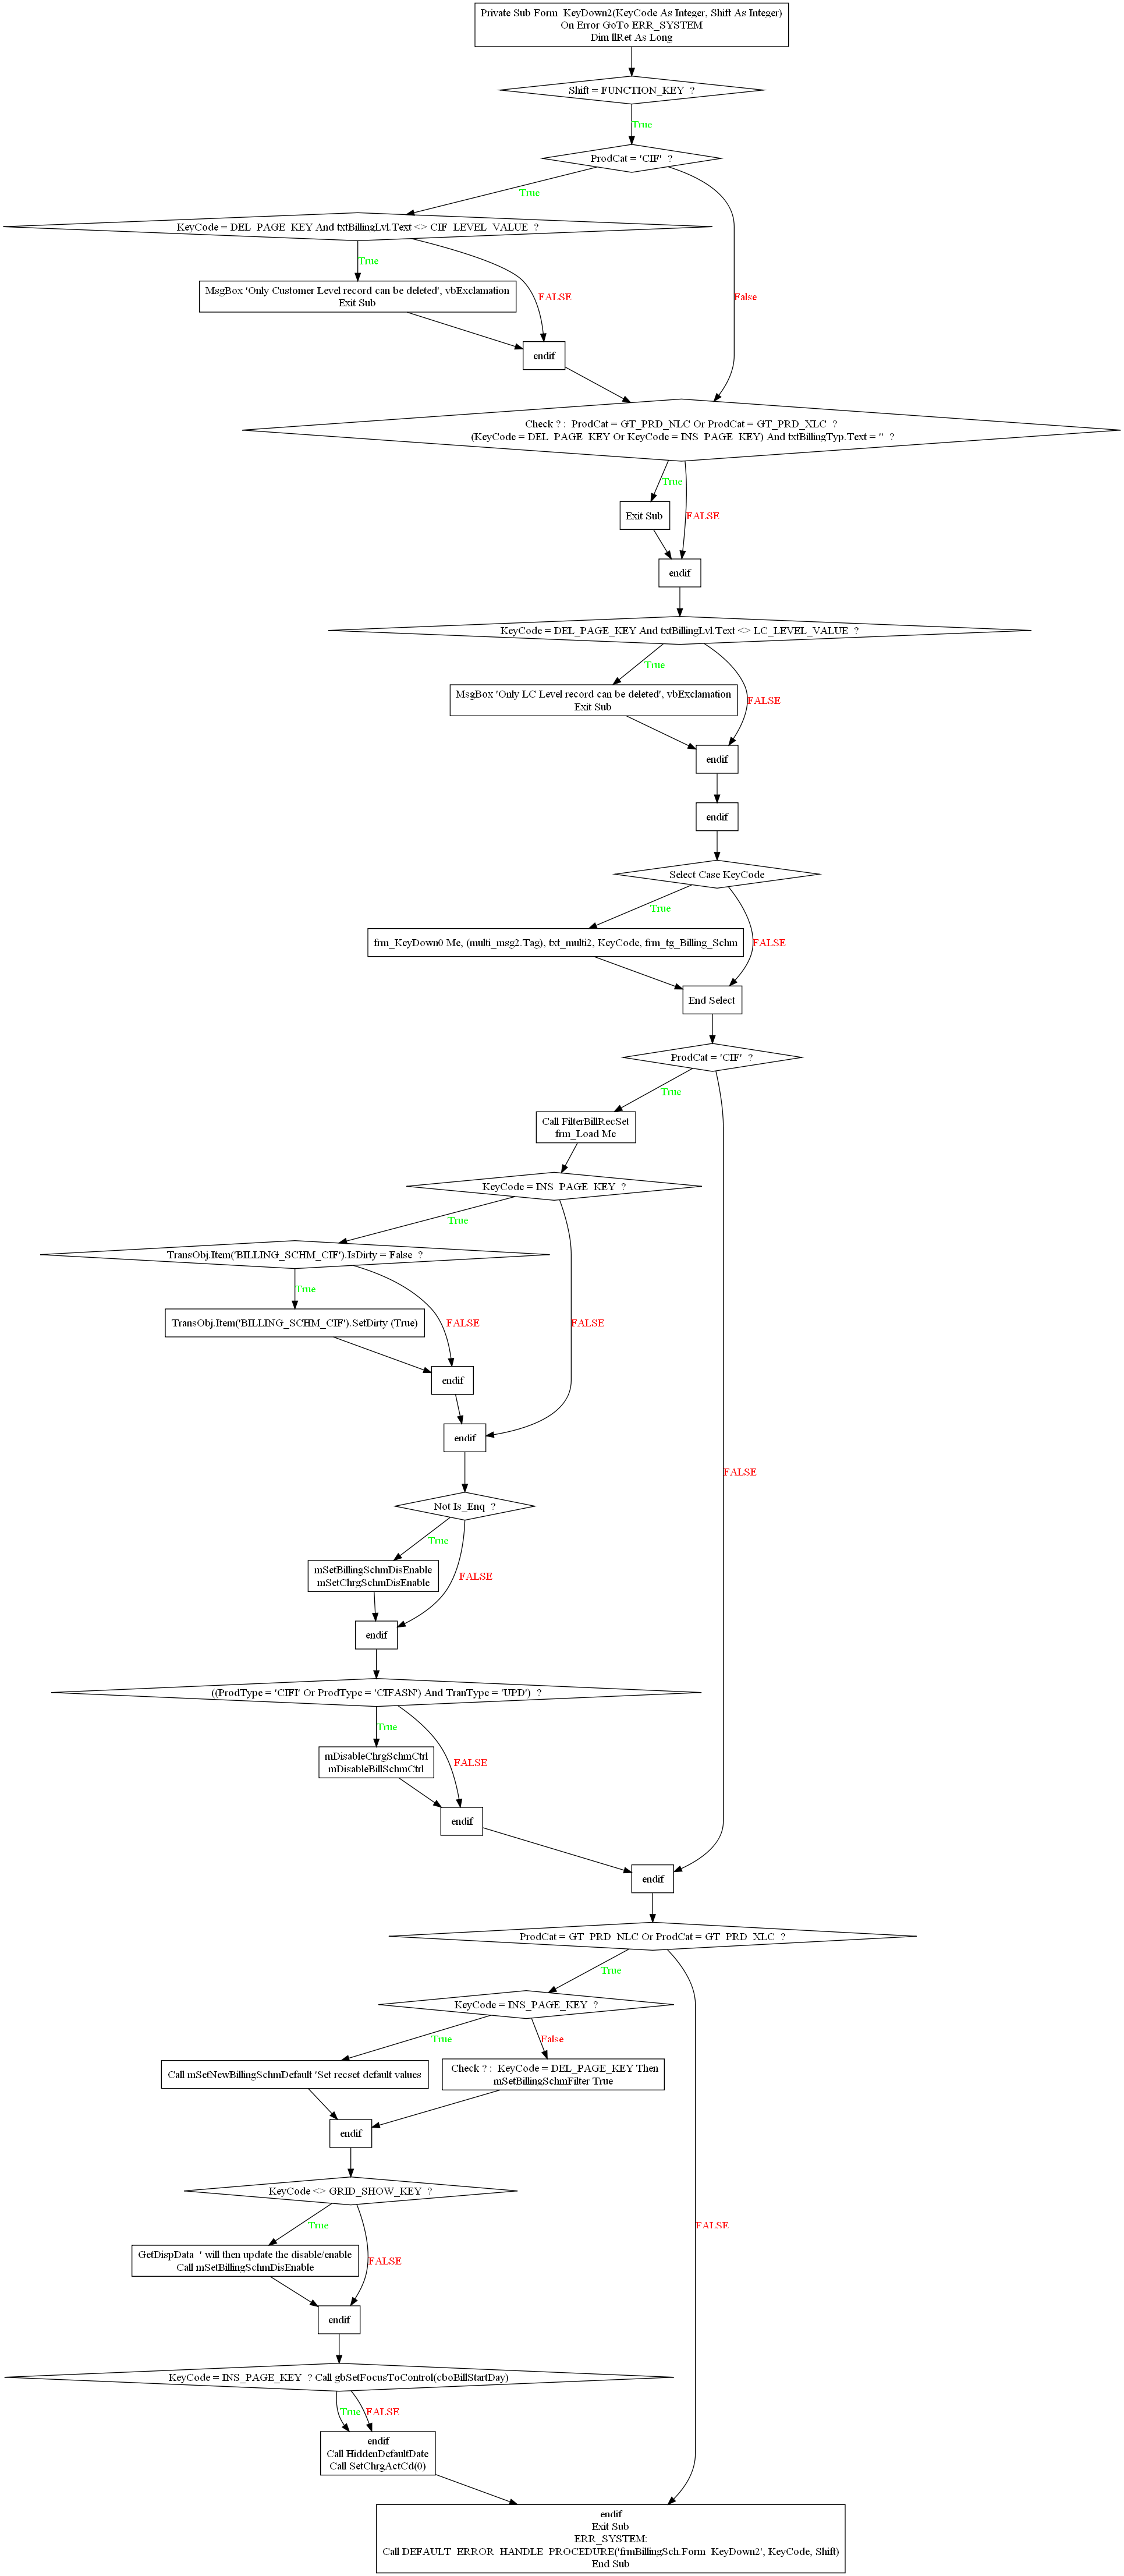 Private Sub Form_KeyDown2(KeyCode As Integer, Shift As Integer)
On Error GoTo ERR_SYSTEM
Dim llRet As Long
Shift = FUNCTION_KEY ?
True
ProdCat = 'CIF' ?
True
KeyCode = DEL_PAGE_KEY And txtBillingLvl.Text <> CIF_LEVEL_VALUE ?
True
MsgBox 'Only Customer Level record can be deleted', vbExclamation
Exit Sub
FALSE
False
endif
Check ? : ProdCat = GT_PRD_NLC Or ProdCat = GT_PRD_XLC ?
(KeyCode = DEL_PAGE_KEY Or KeyCode = INS_PAGE_KEY) And txtBillingTyp.Text = '' ?
True
Exit Sub
FALSE
endif
KeyCode = DEL_PAGE_KEY And txtBillingLvl.Text <> LC_LEVEL_VALUE ?
True
MsgBox 'Only LC Level record can be deleted', vbExclamation
Exit Sub
FALSE
endif
endif
Select Case KeyCode
True
frm_KeyDown0 Me, (multi_msg2.Tag), txt_multi2, KeyCode, frm_tg_Billing_Schm
FALSE
End Select
ProdCat = 'CIF' ?
True
Call FilterBillRecSet
frm_Load Me
KeyCode = INS_PAGE_KEY ?
True
TransObj.Item('BILLING_SCHM_CIF').IsDirty = False ?
True
TransObj.Item('BILLING_SCHM_CIF').SetDirty (True)
FALSE
FALSE
endif
endif
FALSE
Not Is_Enq ?
True
mSetBillingSchmDisEnable
mSetChrgSchmDisEnable
FALSE
endif
((ProdType = 'CIFI' Or ProdType = 'CIFASN') And TranType = 'UPD') ?
True
mDisableChrgSchmCtrl
mDisableBillSchmCtrl
FALSE
endif
endif
ProdCat = GT_PRD_NLC Or ProdCat = GT_PRD_XLC ?
True
KeyCode = INS_PAGE_KEY ?
True
False
Call mSetNewBillingSchmDefault 'Set recset default values
Check ? : KeyCode = DEL_PAGE_KEY Then
mSetBillingSchmFilter True
endif
KeyCode <> GRID_SHOW_KEY ?
True
FALSE
GetDispData ' will then update the disable/enable
Call mSetBillingSchmDisEnable
FALSE
endif
KeyCode = INS_PAGE_KEY ? Call gbSetFocusToControl(cboBillStartDay)
True
FALSE
endif
Call HiddenDefaultDate
Call SetChrgActCd(0)
endif
Exit Sub
ERR_SYSTEM:
Call DEFAULT_ERROR_HANDLE_PROCEDURE('frmBillingSch.Form_KeyDown2', KeyCode, Shift)
End Sub